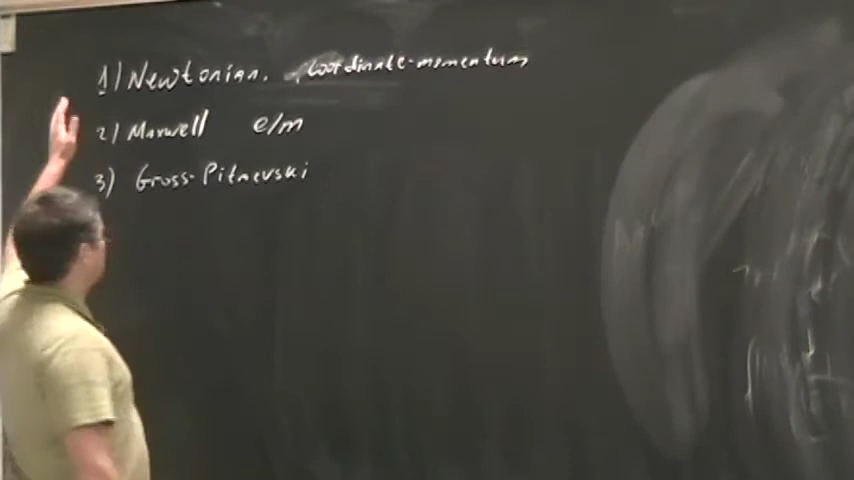 1) Newtonian. Coordinate-momentum
2) Maxwell e/m
3) Gross-Pitaevski